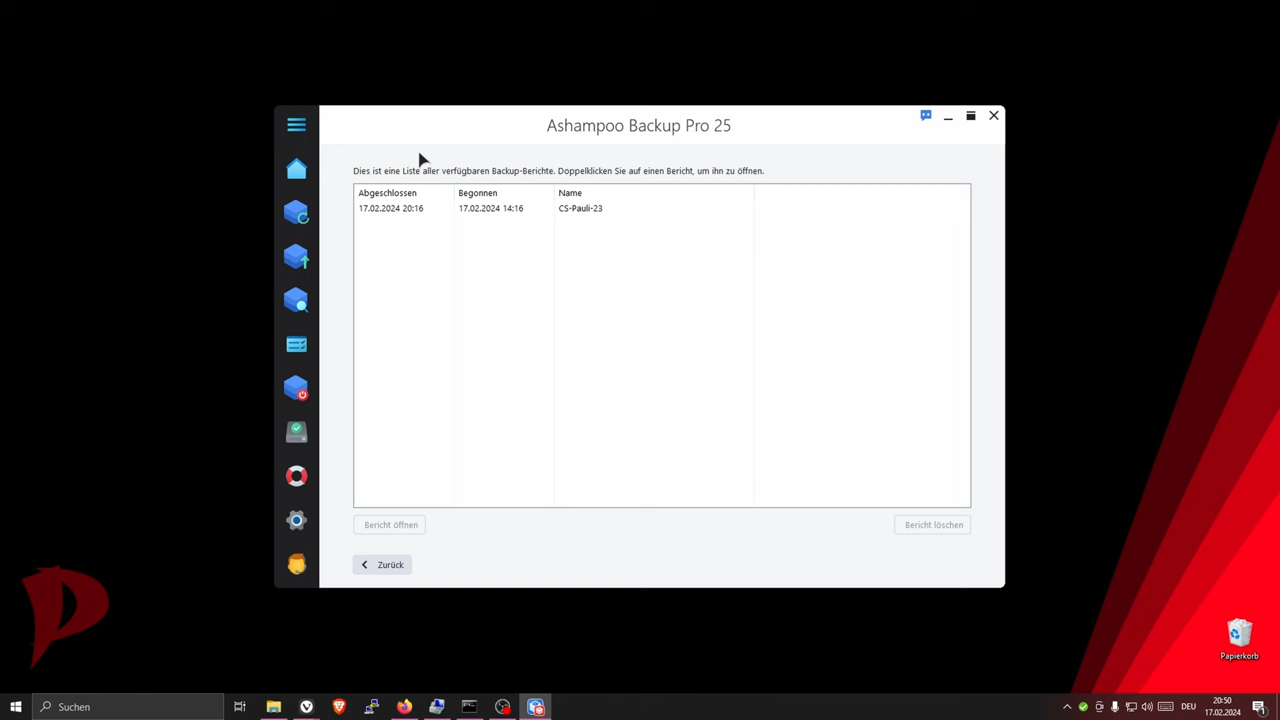 Ashampoo Backup Pro 25
Dies ist eine Liste aller verfügbaren Backup-Berichte. Doppelklicken Sie auf einen Bericht, um ihn zu öffnen.
Abgeschlossen Begonnen Name
17.02.2024 20:16 17.02.2024 14:16 CS-Pauli-23
Bericht öffnen Bericht löschen
Zurück
Papierkorb
Suchen
DEU
20:50
17.02.2024
1